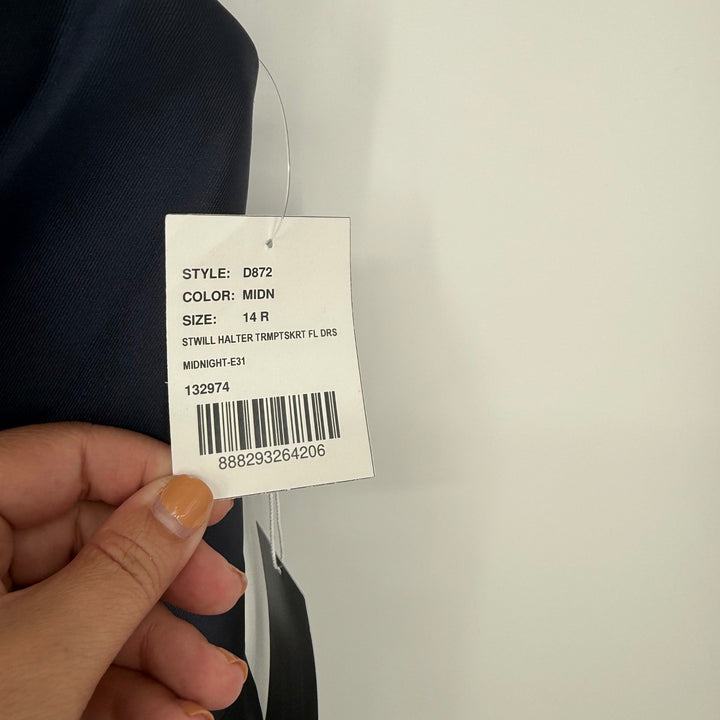 STYLE: D872
COLOR: MIDN
SIZE: 14 R
STWILL HALTER TRMPTSKRT FL DRS
MIDNIGHT-E31
132974
888293264206